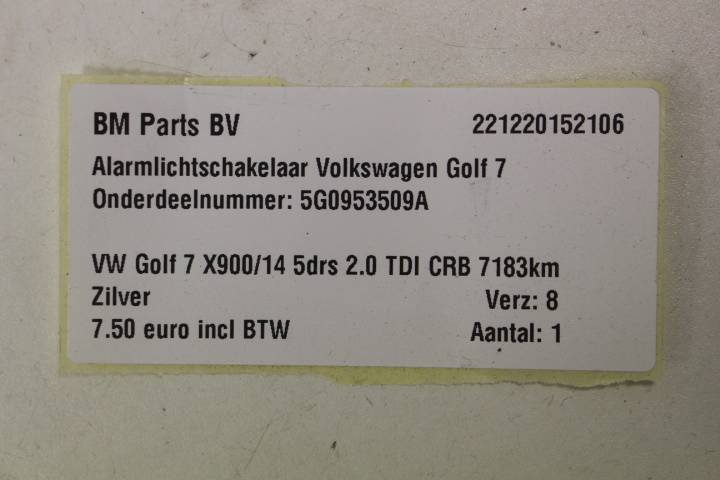 BM Parts BV 221220152106
Alarmlichtschakelaar Volkswagen Golf 7
Onderdeelnummer: 5G0953509A
VW Golf 7 X900/14 5drs 2.0 TDI CRB 7183km
Zilver Verz: 8
7.50 euro incl BTW Aantal: 1